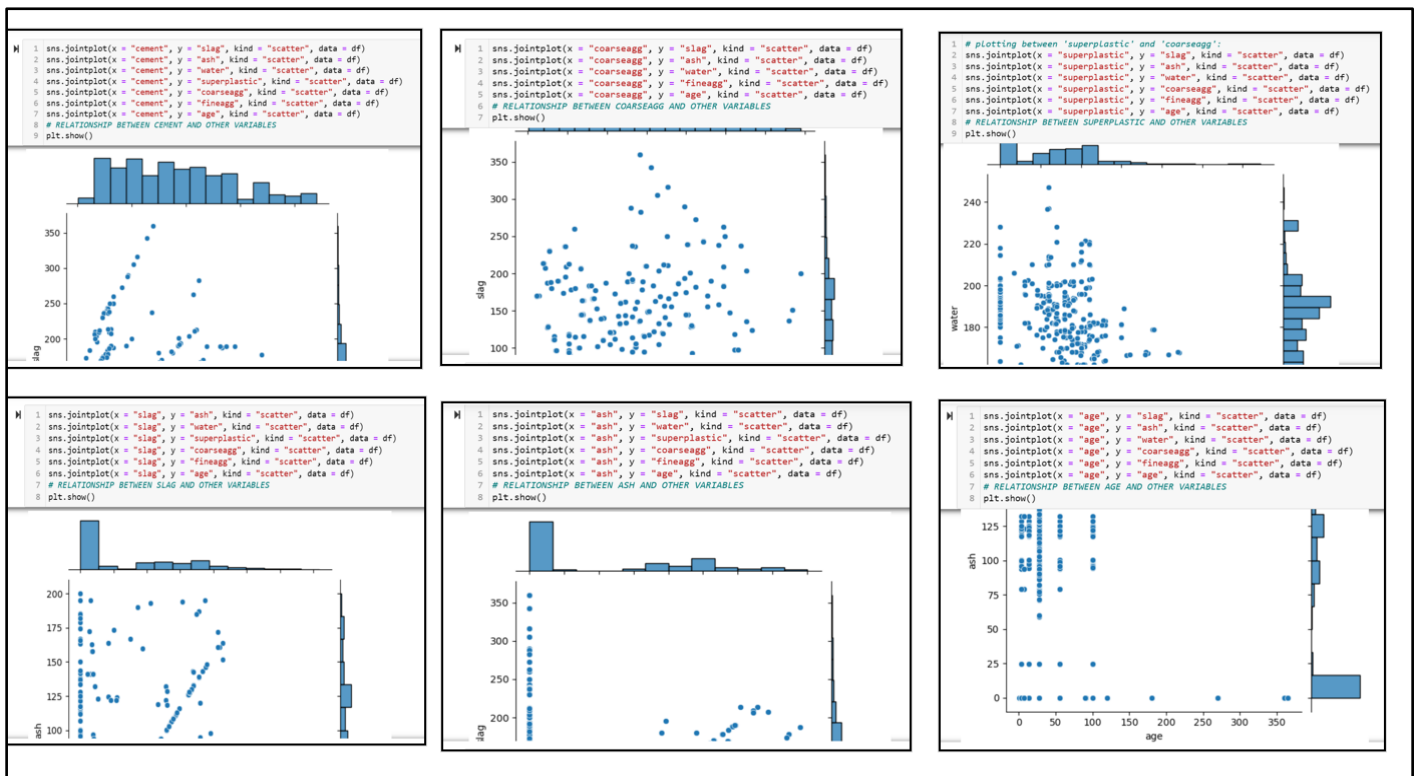 1 sns.jointplot(x = "cement", y = "slag", kind = "scatter", data = df)
2 sns.jointplot(x = "cement", y = "ash", kind = "scatter", data = df)
3 sns.jointplot(x = "cement", y = "water", kind = "scatter", data = df)
4 sns.jointplot(x = "cement", y = "superplastic", kind = "scatter", data = df)
5 sns.jointplot(x = "cement", y = "coarseagg", kind = "scatter", data = df)
6 sns.jointplot(x = "cement", y = "fineagg", kind = "scatter", data = df)
7 sns.jointplot(x = "cement", y = "age", kind = "scatter", data = df)
8 # RELATIONSHIP BETWEEN CEMENT AND OTHER VARIABLES
9 plt.show()
350
300
250
200
slag
1 sns.jointplot(x = "coarseagg", y = "slag", kind = "scatter", data = df)
2 sns.jointplot(x = "coarseagg", y = "ash", kind = "scatter", data = df)
3 sns.jointplot(x = "coarseagg", y = "water", kind = "scatter", data = df)
4 sns.jointplot(x = "coarseagg", y = "fineagg", kind = "scatter", data = df)
5 sns.jointplot(x = "coarseagg", y = "age", kind = "scatter", data = df)
6 # RELATIONSHIP BETWEEN COARSEAGG AND OTHER VARIABLES
7 plt.show()
350
300
250
200
150
100
slag
1 # plotting between 'superplastic' and 'coarseagg':
2 sns.jointplot(x = "superplastic", y = "slag", kind = "scatter", data = df)
3 sns.jointplot(x = "superplastic", y = "ash", kind = "scatter", data = df)
4 sns.jointplot(x = "superplastic", y = "water", kind = "scatter", data = df)
5 sns.jointplot(x = "superplastic", y = "coarseagg", kind = "scatter", data = df)
6 sns.jointplot(x = "superplastic", y = "fineagg", kind = "scatter", data = df)
7 sns.jointplot(x = "superplastic", y = "age", kind = "scatter", data = df)
8 # RELATIONSHIP BETWEEN SUPERPLASTIC AND OTHER VARIABLES
9 plt.show()
240
220
200
180
water
1 sns.jointplot(x = "slag", y = "ash", kind = "scatter", data = df)
2 sns.jointplot(x = "slag", y = "water", kind = "scatter", data = df)
3 sns.jointplot(x = "slag", y = "superplastic", kind = "scatter", data = df)
4 sns.jointplot(x = "slag", y = "coarseagg", kind = "scatter", data = df)
5 sns.jointplot(x = "slag", y = "fineagg", kind = "scatter", data = df)
6 sns.jointplot(x = "slag", y = "age", kind = "scatter", data = df)
7 # RELATIONSHIP BETWEEN SLAG AND OTHER VARIABLES
8 plt.show()
200
175
150
125
100
ash
1 sns.jointplot(x = "ash", y = "slag", kind = "scatter", data = df)
2 sns.jointplot(x = "ash", y = "water", kind = "scatter", data = df)
3 sns.jointplot(x = "ash", y = "superplastic", kind = "scatter", data = df)
4 sns.jointplot(x = "ash", y = "coarseagg", kind = "scatter", data = df)
5 sns.jointplot(x = "ash", y = "fineagg", kind = "scatter", data = df)
6 sns.jointplot(x = "ash", y = "age", kind = "scatter", data = df)
7 # RELATIONSHIP BETWEEN ASH AND OTHER VARIABLES
8 plt.show()
350
300
250
200
slag
1 sns.jointplot(x = "age", y = "slag", kind = "scatter", data = df)
2 sns.jointplot(x = "age", y = "ash", kind = "scatter", data = df)
3 sns.jointplot(x = "age", y = "water", kind = "scatter", data = df)
4 sns.jointplot(x = "age", y = "coarseagg", kind = "scatter", data = df)
5 sns.jointplot(x = "age", y = "fineagg", kind = "scatter", data = df)
6 sns.jointplot(x = "age", y = "age", kind = "scatter", data = df)
7 # RELATIONSHIP BETWEEN AGE AND OTHER VARIABLES
8 plt.show()
125
100
75
50
25
0
ash
0 50 100 150 200 250 300 350
age